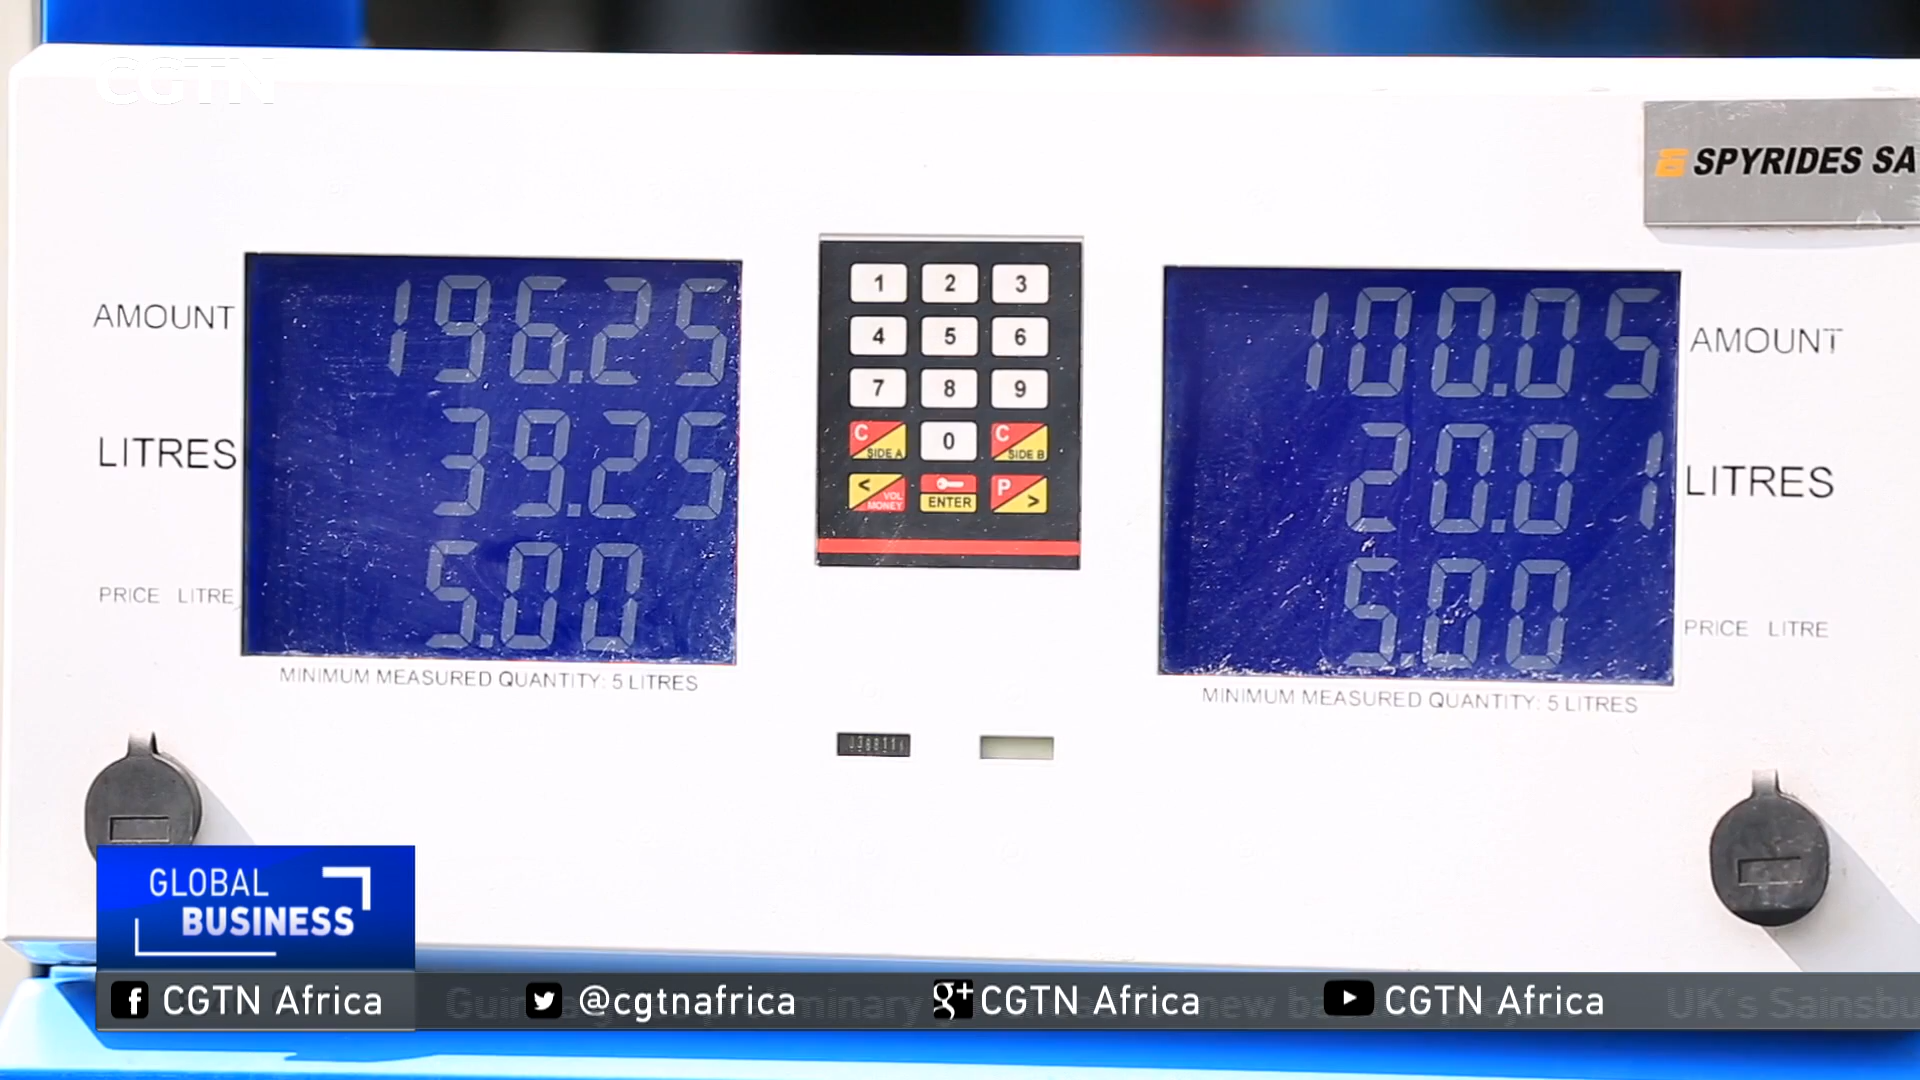 CGTN
SPYRIDES SA
AMOUNT 196.25
LITRES 39.25
PRICE LITRE 5.00
MINIMUM MEASURED QUANTITY: 5 LITRES
1 2 3
4 5 6
7 8 9
C SIDE A 0 C SIDE B
< VOL MONEY ENTER P >
100.05 AMOUNT
20.01 LITRES
5.00 PRICE LITRE
MINIMUM MEASURED QUANTITY: 5 LITRES
GLOBAL
BUSINESS
CGTN Africa @cgtnafrica g+ CGTN Africa CGTN Africa
UK's